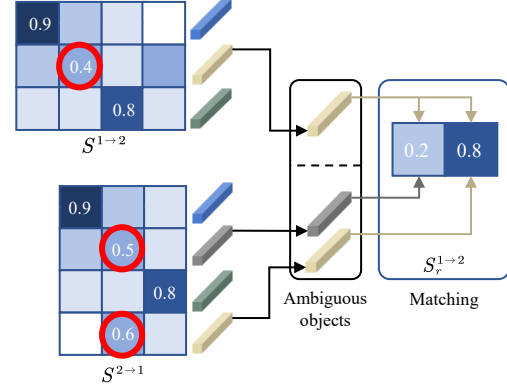 0.9
0.4
0.8
S^{1→2}
0.9
0.5
0.8
0.6
S^{2→1}
Ambiguous
objects
0.2 0.8
S_r^{1→2}
Matching